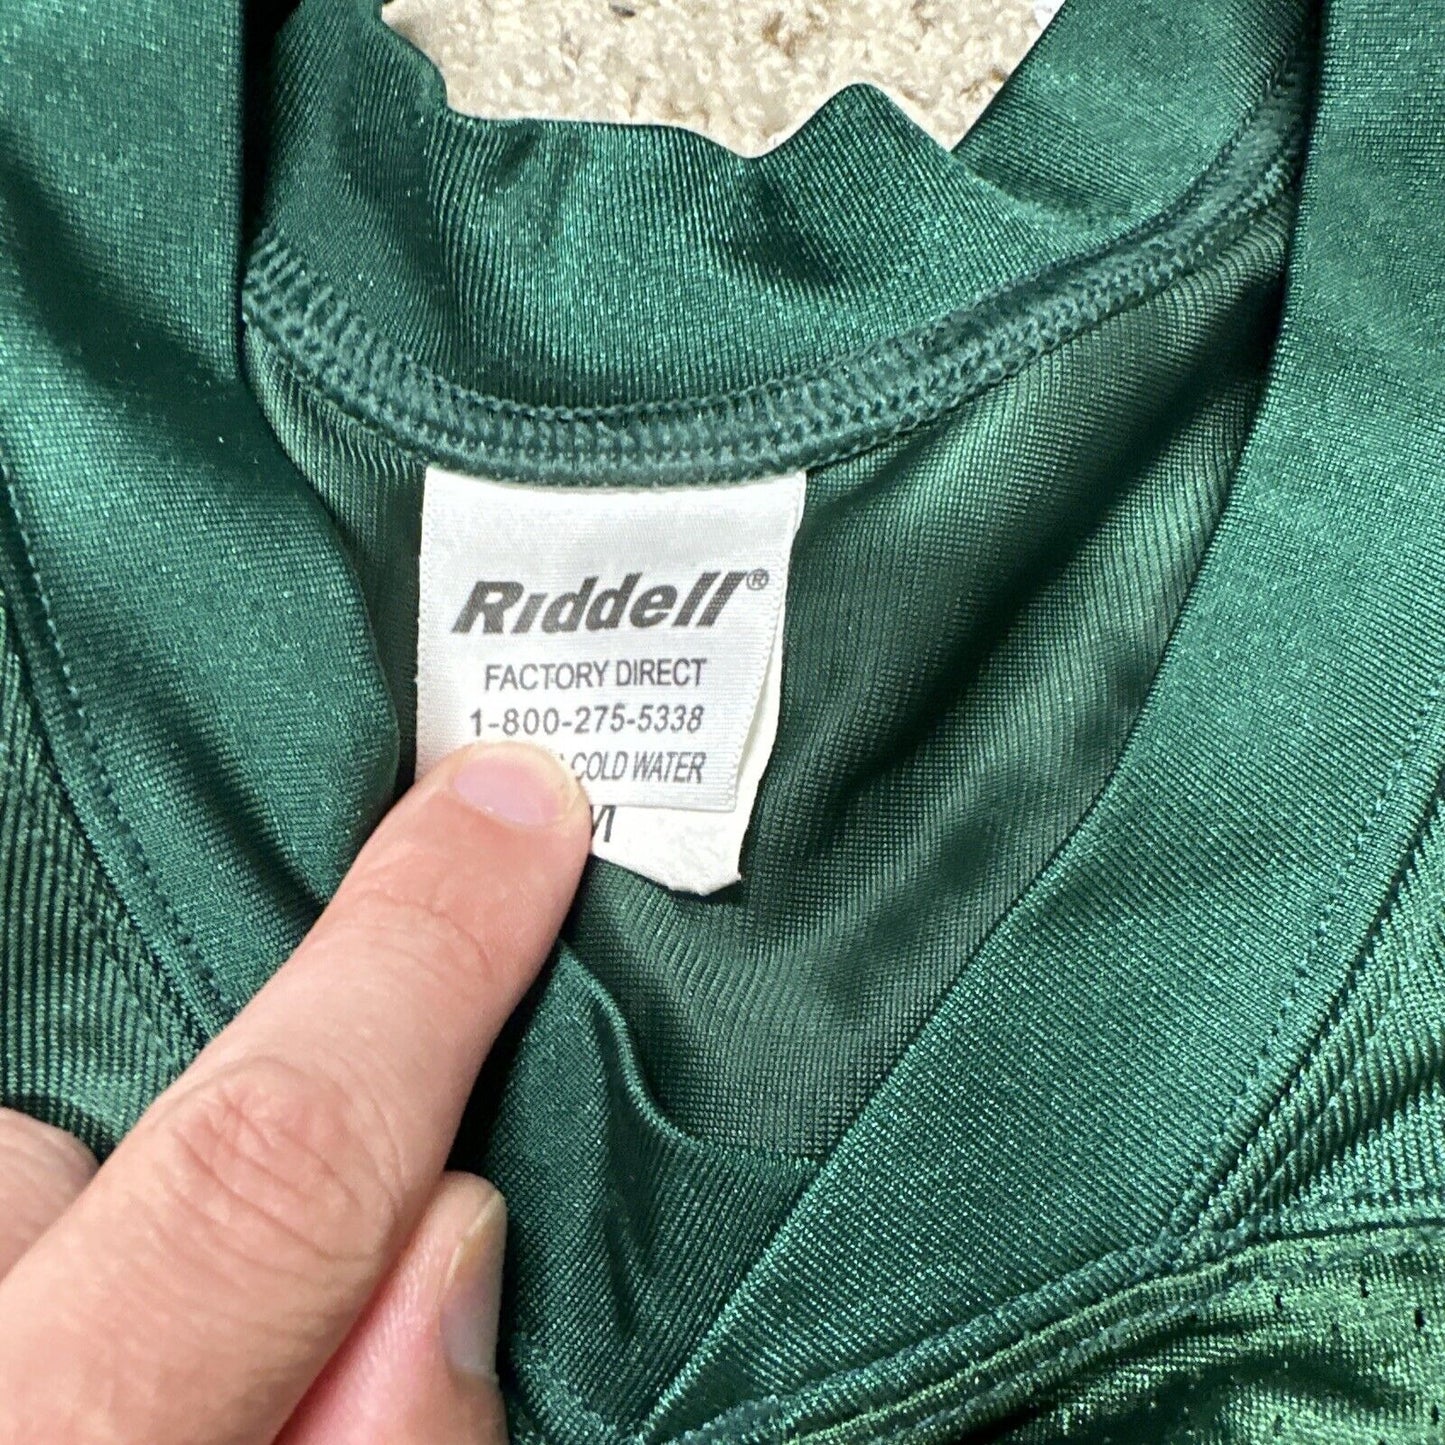 Riddell®
FACTORY DIRECT
1-800-275-5338
COLD WATER
M